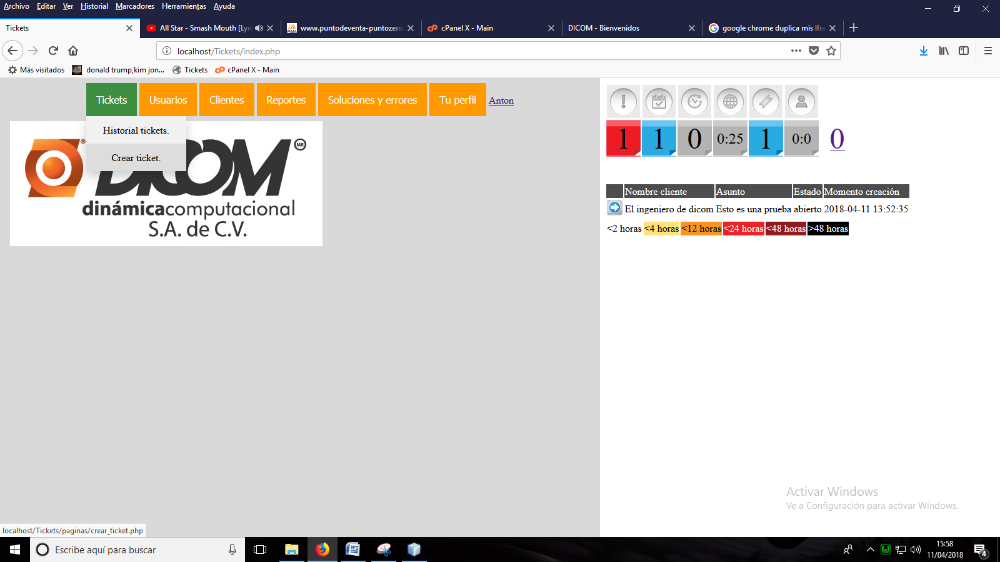 Archivo Editar Ver Historial Marcadores Herramientas Ayuda
Tickets
All Star - Smash Mouth [Lyri
www.puntodeventa-puntozero
cPanel X - Main
DICOM - Bienvenidos
google chrome duplica mis Ifra
localhost/Tickets/index.php
Más visitados
donald trump,kim jon...
Tickets
cPanel X - Main
Tickets Usuarios Clientes Reportes Soluciones y errores Tu perfil Anton
Historial tickets.
Crear ticket.
DICOM MR
dinámicacomputacional
S.A. de C.V.
1 1 0 0:25 1 0:0 0
Nombre cliente Asunto Estado Momento creación
El ingeniero de dicom Esto es una prueba abierto 2018-04-11 13:52:35
<2 horas <4 horas <12 horas <24 horas <48 horas >48 horas
Activar Windows
Ve a Configuración para activar Windows.
localhost/Tickets/paginas/crear_ticket.php
Escribe aquí para buscar
15:58
11/04/2018
4